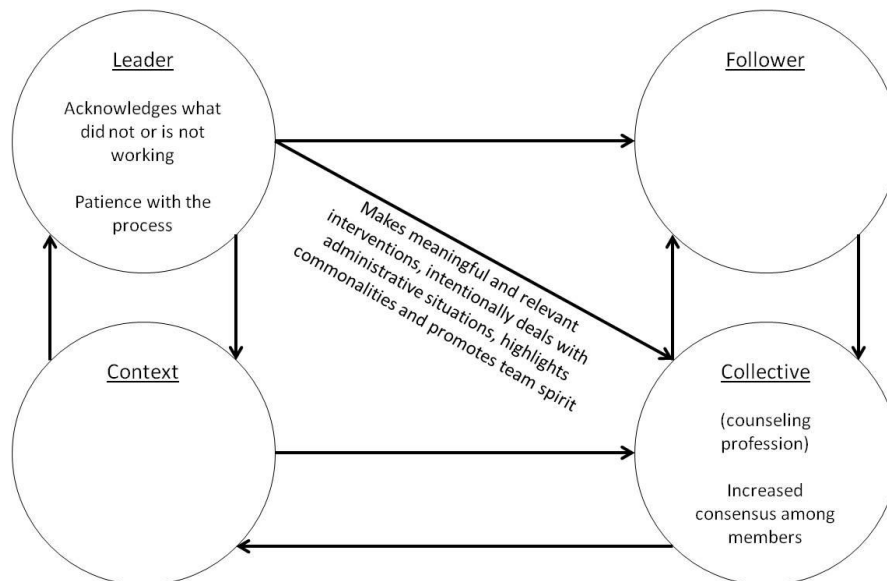 Leader
Acknowledges what
did not or is not
working
Patience with the
process
Follower
Makes meaningful and relevant
interventions, intentionally deals with
administrative situations, highlights
commonalities and promotes team spirit
Context
Collective
(counseling
profession)
Increased
consensus among
members